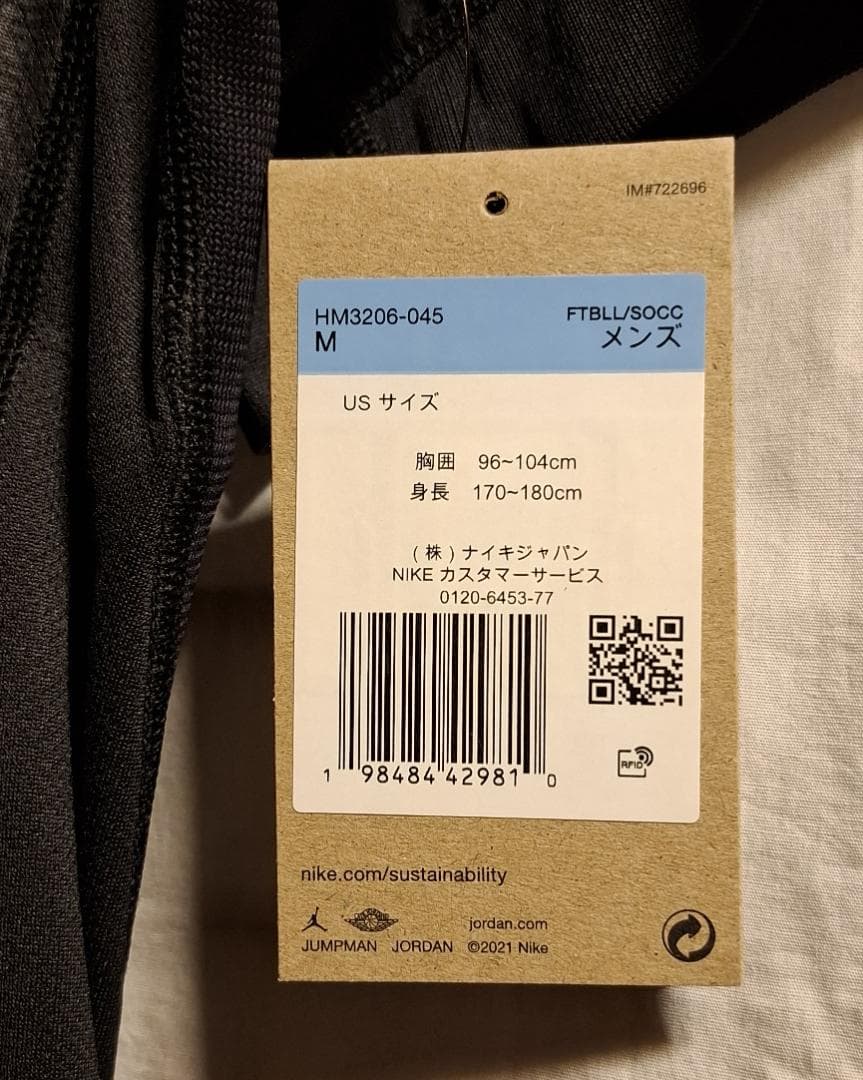 IM#722696
HM3206-045 FTBLL/SOCC
M メンズ
US サイズ
胸囲 96~104cm
身長 170~180cm
(株)ナイキジャパン
NIKE カスタマーサービス
0120-6453-77
RFID
1 98484 42981 0
nike.com/sustainability
jordan.com
JUMPMAN JORDAN ©2021 Nike